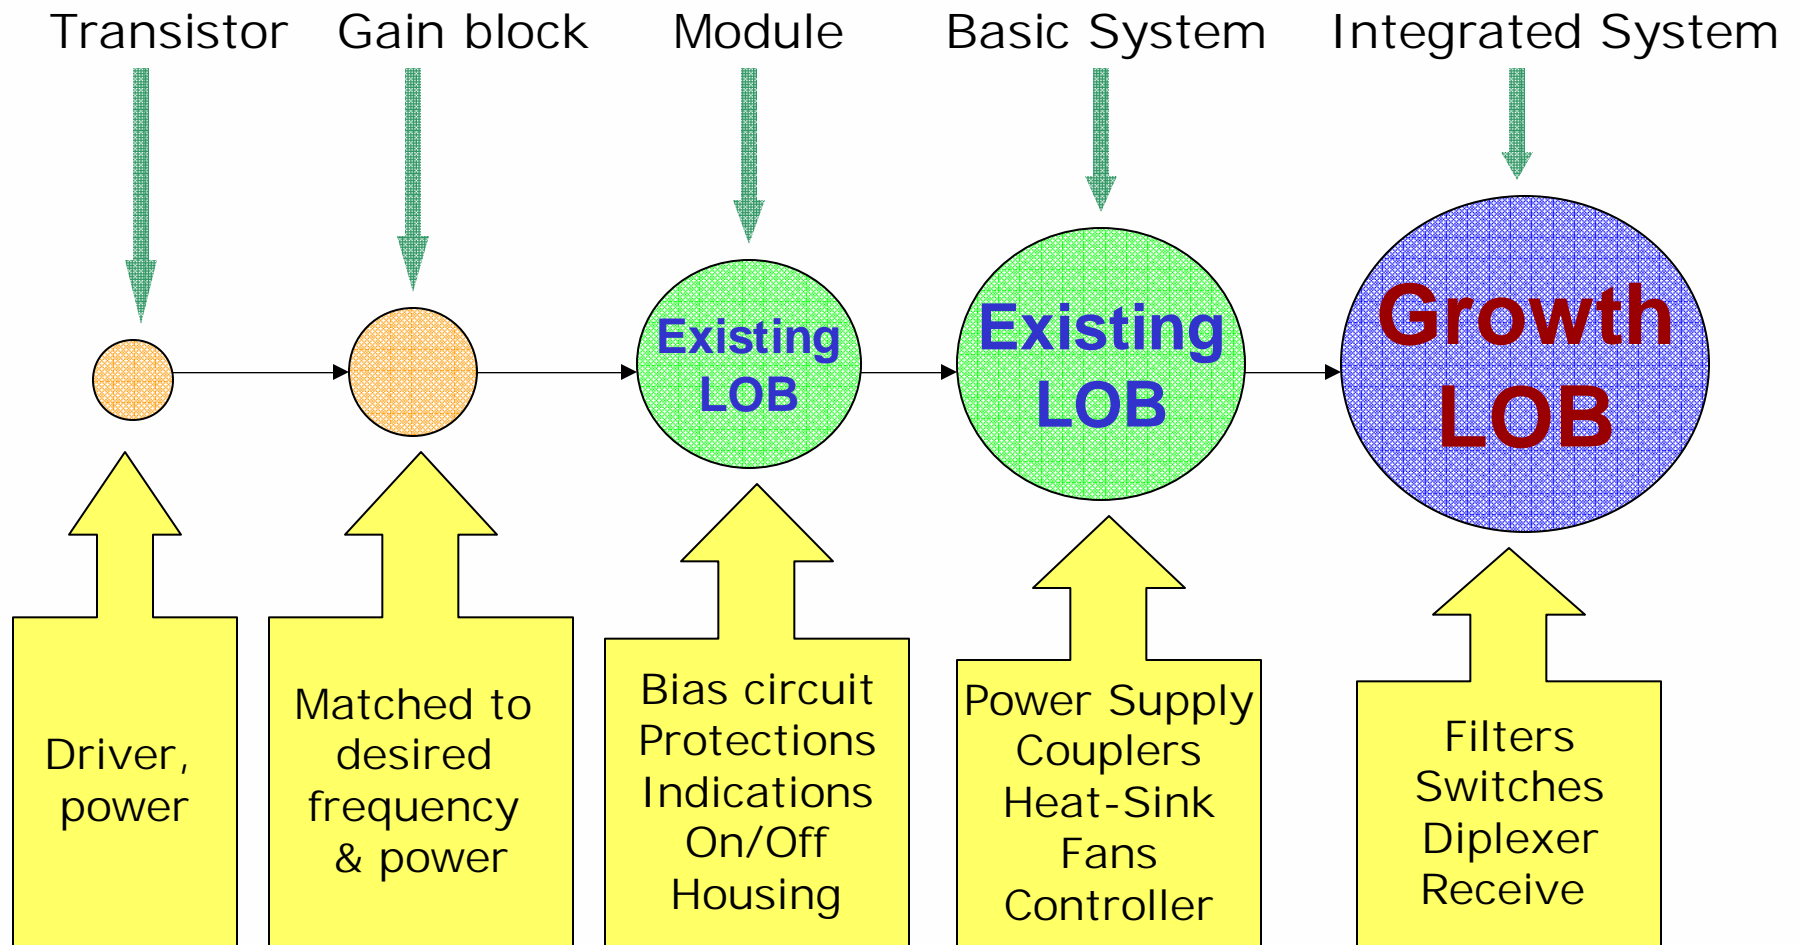 Transistor
Gain block
Module
Basic System
Integrated System
Existing
LOB
Existing
LOB
Growth
LOB
Driver,
power
Matched to
desired
frequency
& power
Bias circuit
Protections
Indications
On/Off
Housing
Power Supply
Couplers
Heat-Sink
Fans
Controller
Filters
Switches
Diplexer
Receive